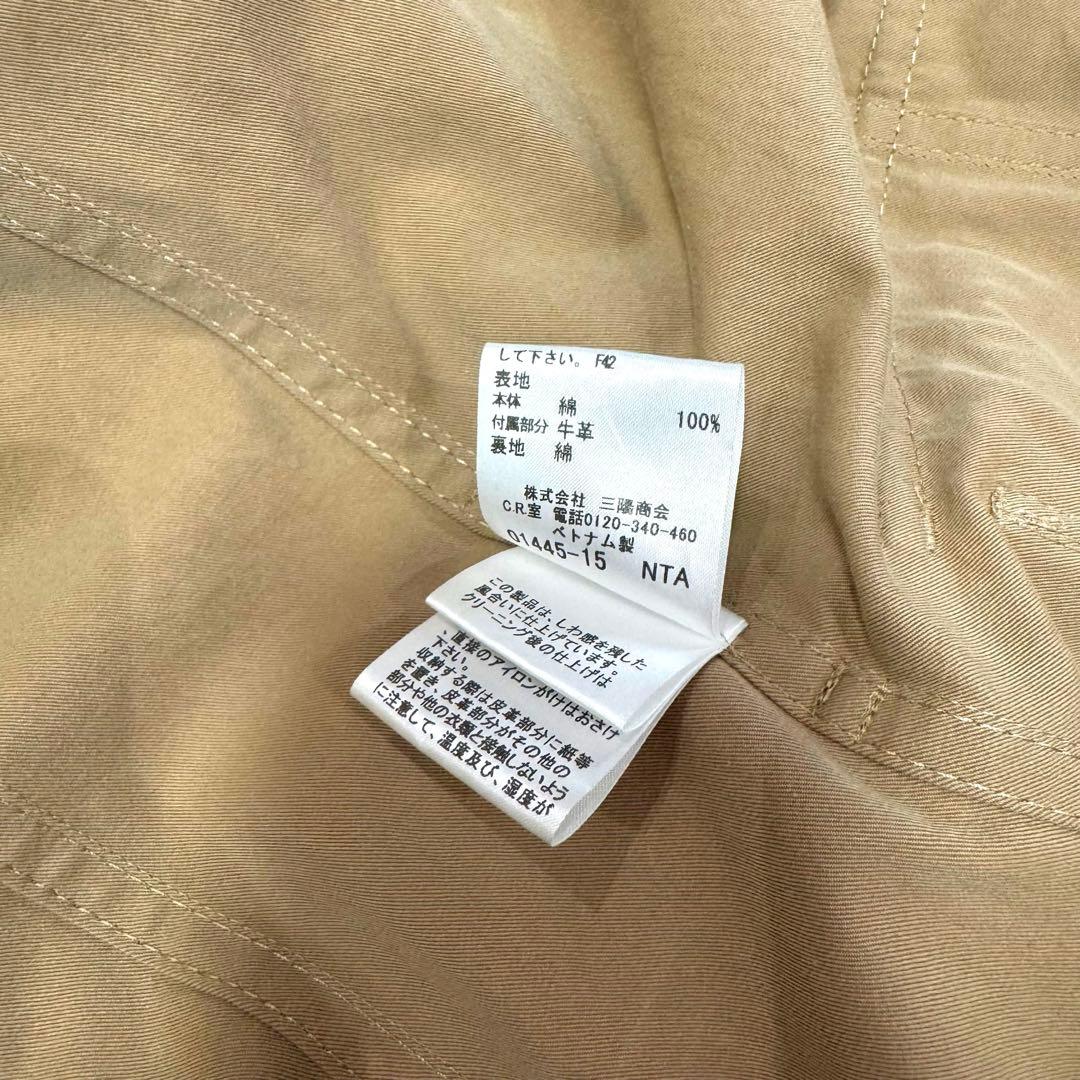 して下さい。 F42
表地
本体 綿 100%
付属部分 牛革
裏地 綿
株式会社 三陽商会
C.R.室 電話0120-340-460
ベトナム製
01445-15 NTA
この製品は、しわ感を残した
風合いに仕上げています。
クリーニング後の仕上げは
、直接のアイロンがけはおさけ
下さい。
収納する際は皮革部分に紙等
を置き、皮革部分がその他の
部分や他の衣類と接触しないよう
に注意して、温度及び、湿度が